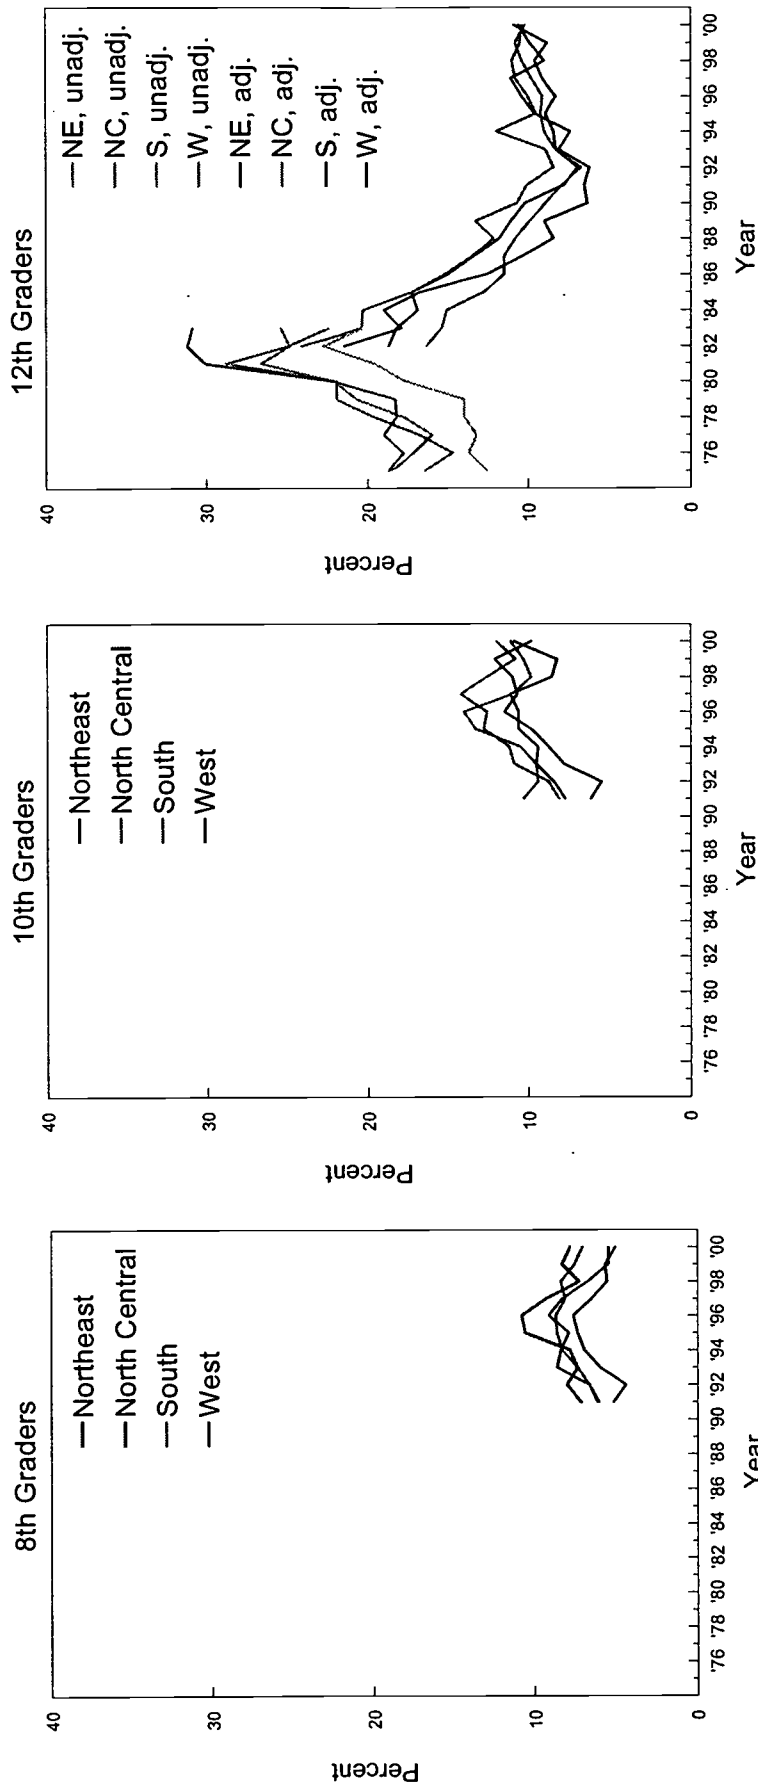 8th Graders
Northeast
North Central
South
West
Percent
40
30
20
10
0
'76 '78 '80 '82 '84 '86 '88 '90 '92 '94 '96 '98 '00
Year
10th Graders
Northeast
North Central
South
West
Percent
40
30
20
10
0
'76 '78 '80 '82 '84 '86 '88 '90 '92 '94 '96 '98 '00
Year
12th Graders
NE, unadj.
NC, unadj.
S, unadj.
W, unadj.
NE, adj.
NC, adj.
S, adj.
W, adj.
Percent
40
30
20
10
0
'76 '78 '80 '82 '84 '86 '88 '90 '92 '94 '96 '98 '00
Year